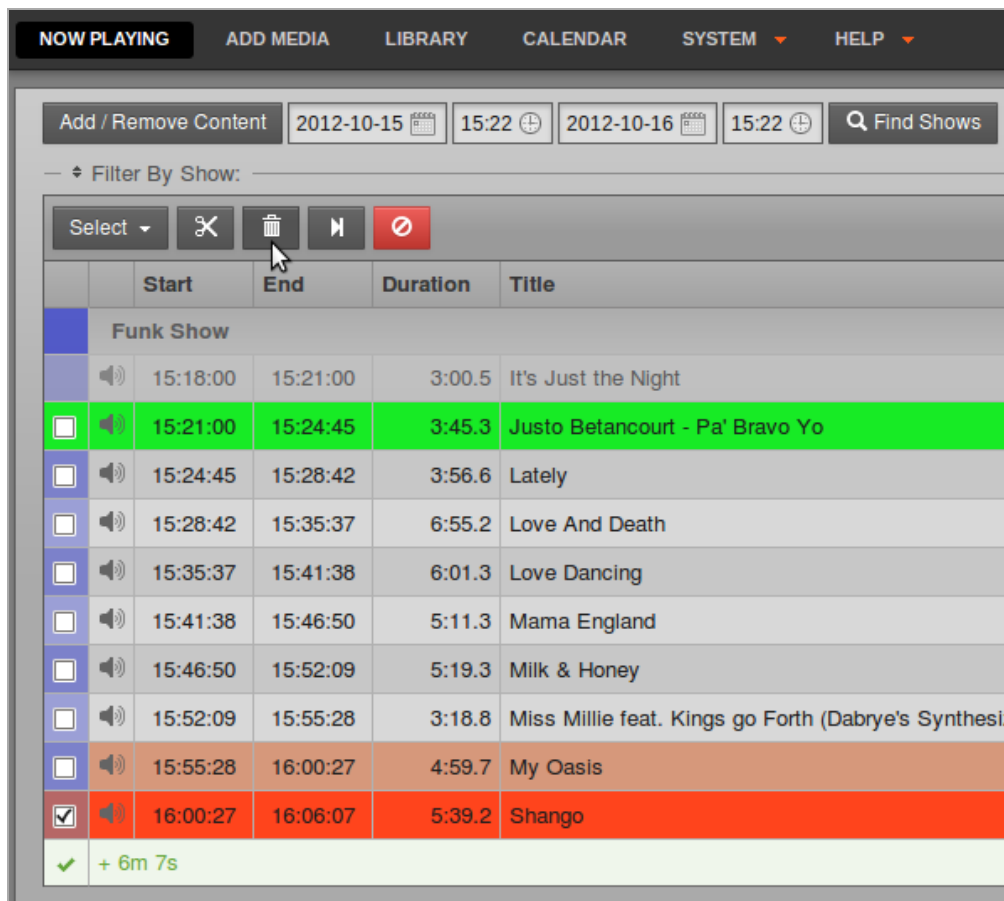 NOW PLAYING ADD MEDIA LIBRARY CALENDAR SYSTEM HELP
Add / Remove Content 2012-10-15 15:22 2012-10-16 15:22 Find Shows
Filter By Show:
Select
Start End Duration Title
Funk Show
15:18:00 15:21:00 3:00.5 It's Just the Night
15:21:00 15:24:45 3:45.3 Justo Betancourt - Pa' Bravo Yo
15:24:45 15:28:42 3:56.6 Lately
15:28:42 15:35:37 6:55.2 Love And Death
15:35:37 15:41:38 6:01.3 Love Dancing
15:41:38 15:46:50 5:11.3 Mama England
15:46:50 15:52:09 5:19.3 Milk & Honey
15:52:09 15:55:28 3:18.8 Miss Millie feat. Kings go Forth (Dabrye's
15:55:28 16:00:27 4:59.7 My Oasis
16:00:27 16:06:07 5:39.2 Shango
+ 6m 7s